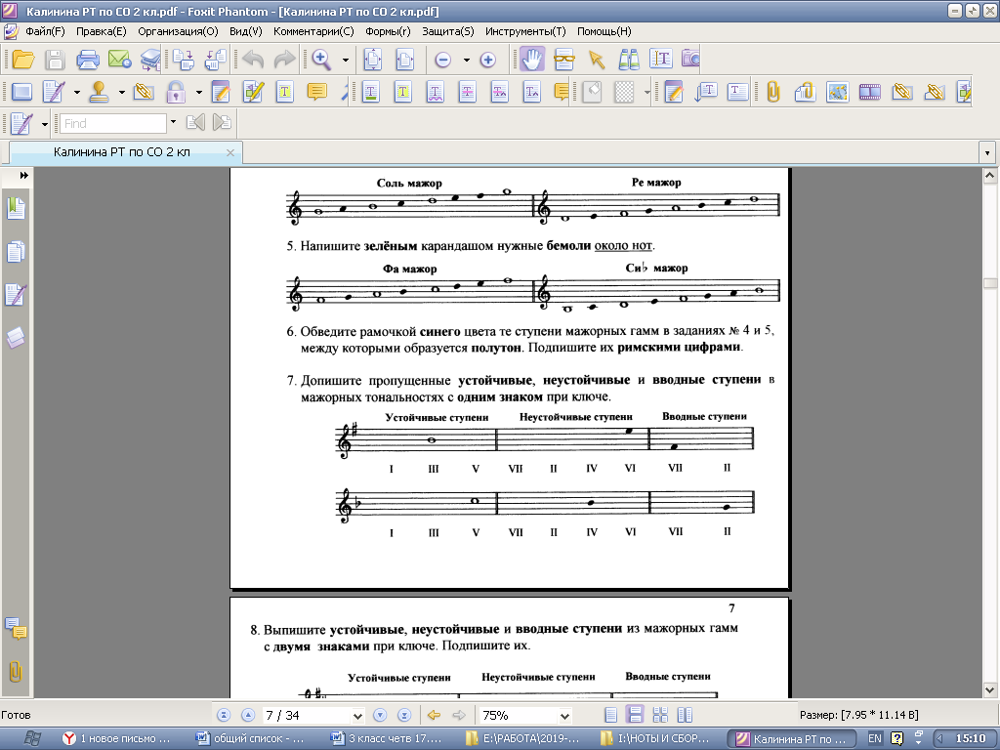 Калинина РТ по СО 2 кл.pdf - Foxit Phantom - [Калинина РТ по СО 2 кл.pdf]
Файл(F) Правка(E) Организация(O) Вид(V) Комментарии(C) Формы(r) Защита(S) Инструменты(T) Помощь(H)
Find
Калинина РТ по СО 2 кл
Соль мажор Ре мажор
5. Напишите зелёным карандашом нужные бемоли около нот.
Фа мажор Си♭ мажор
6. Обведите рамочкой синего цвета те ступени мажорных гамм в заданиях № 4 и 5,
между которыми образуется полутон. Подпишите их римскими цифрами.
7. Допишите пропущенные устойчивые, неустойчивые и вводные ступени в
мажорных тональностях с одним знаком при ключе.
Устойчивые ступени Неустойчивые ступени Вводные ступени
I III V VII II IV VI VII II
I III V VII II IV VI VII II
7
8. Выпишите устойчивые, неустойчивые и вводные ступени из мажорных гамм
с двумя знаками при ключе. Подпишите их.
Устойчивые ступени Неустойчивые ступени Вводные ступени
Готово 7 / 34 75% Размер: [7.95 * 11.14 В]
1 новое письмо ... общий список - ... 3 класс четв 17.... E:\РАБОТА\2019-... I:\НОТЫ И СБОР... Калинина РТ по ... EN 15:10